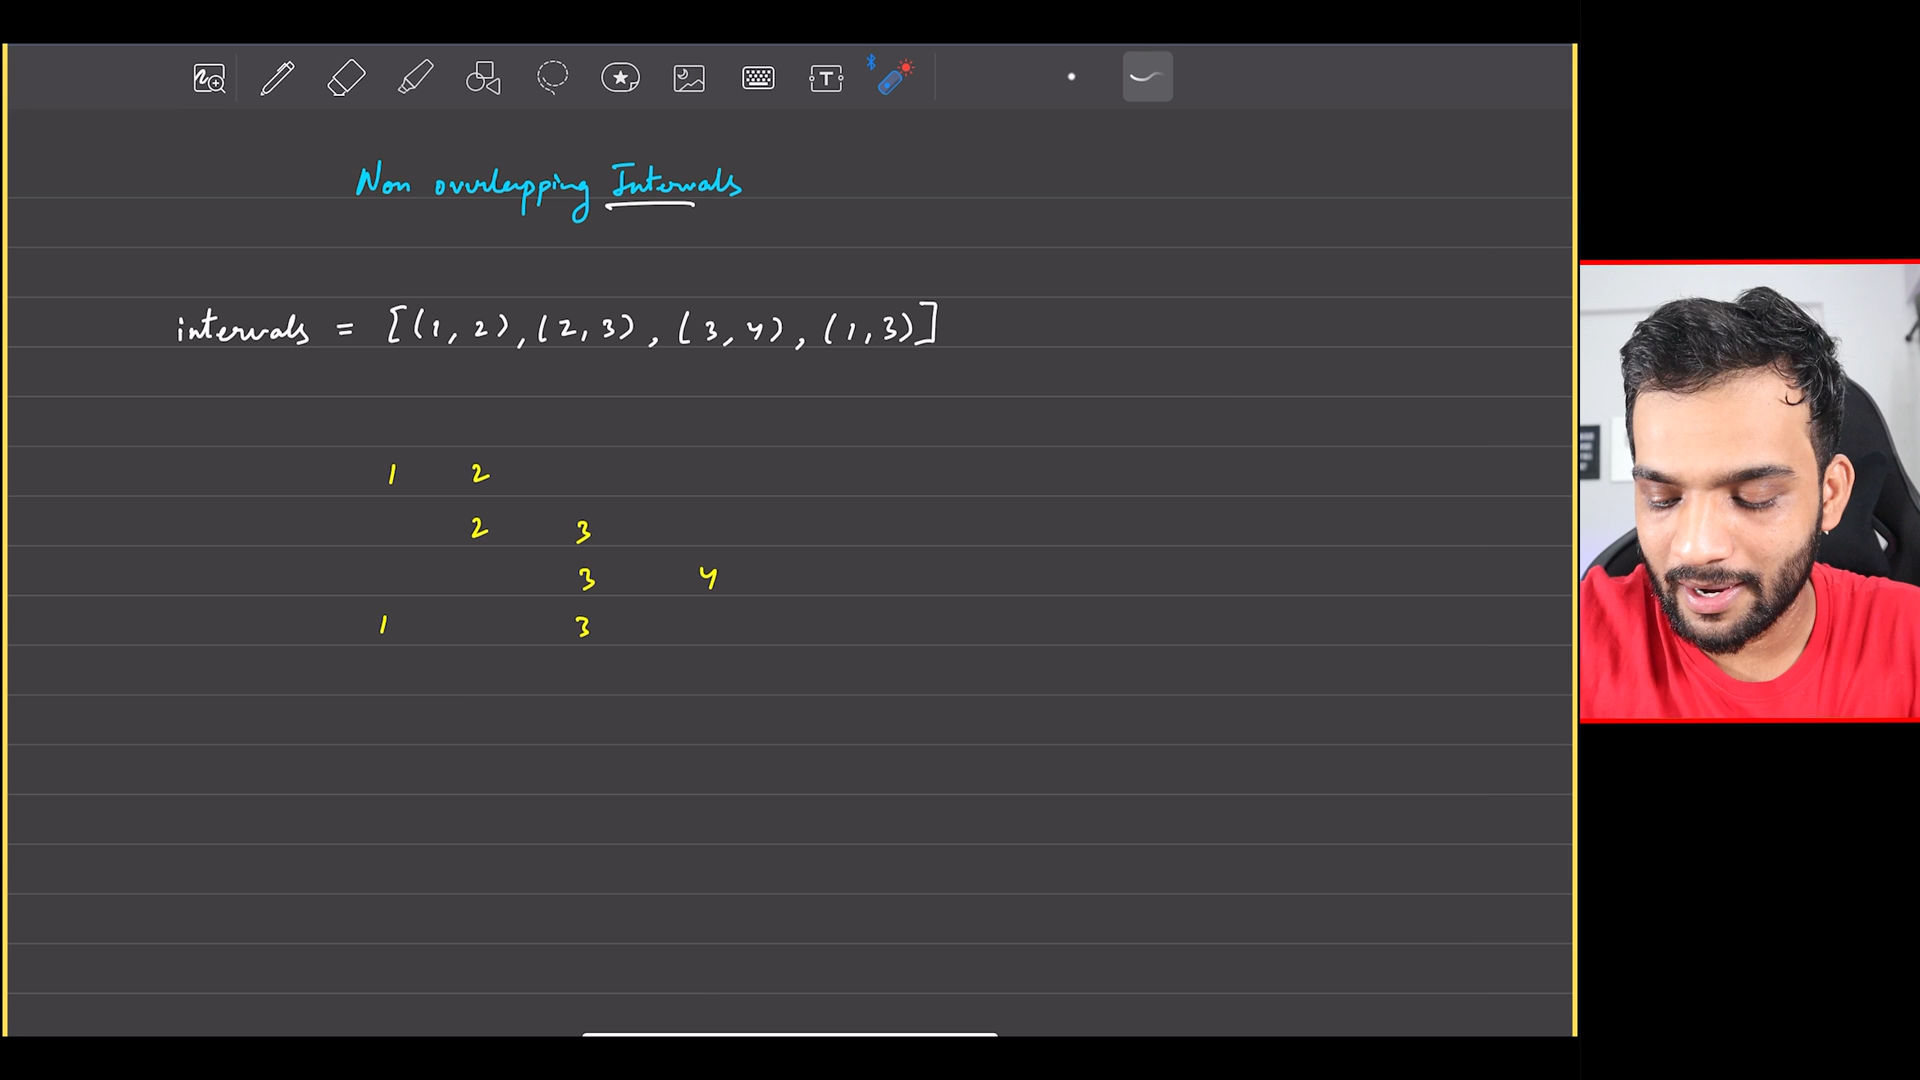 Non overlapping Intervals
intervals = [(1, 2), (2, 3), (3, 4), (1, 3)]
1 2
2 3
3 4
1 3